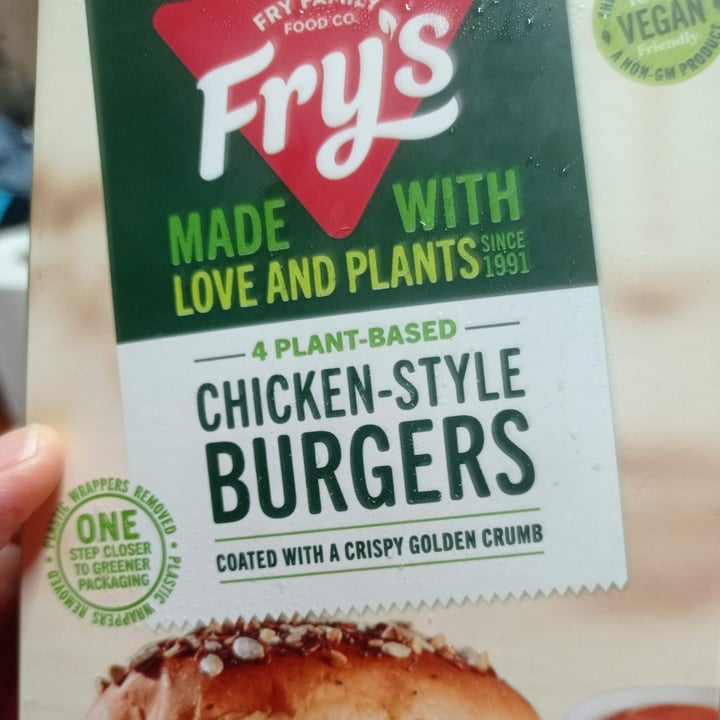 FRY FAMILY
FOOD CO.
Fry's
MADE WITH
LOVE AND PLANTS
SINCE
1991
VEGAN
Friendly
A NON-GM PRODUCT
4 PLANT-BASED
CHICKEN-STYLE
BURGERS
COATED WITH A CRISPY GOLDEN CRUMB
PLASTIC WRAPPERS REMOVED • PLASTIC WRAPPERS REMOVED •
ONE
STEP CLOSER
TO GREENER
PACKAGING